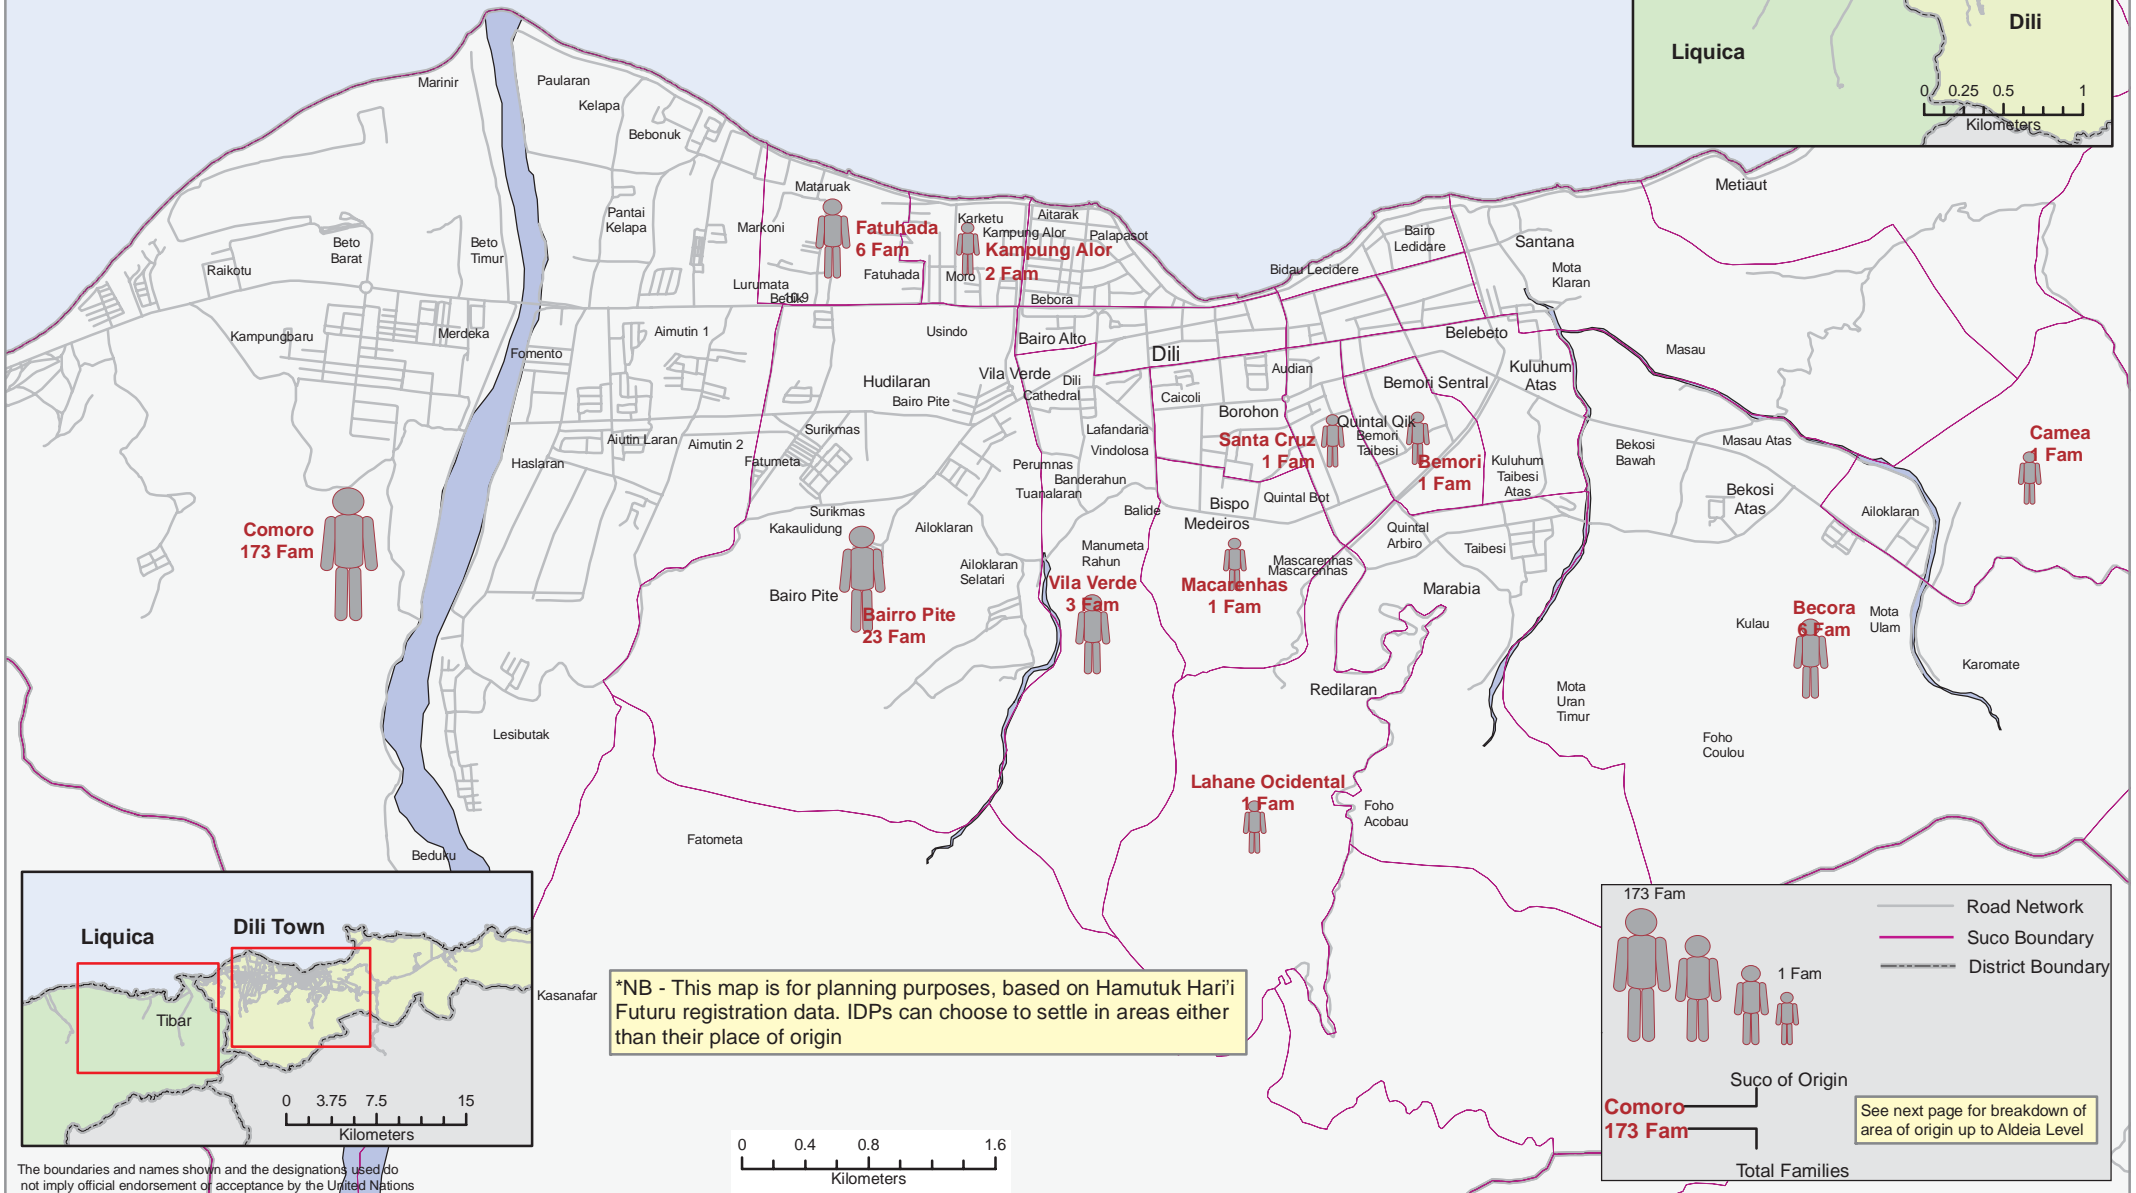 Dili
Liquica
0 0.25 0.5 1
Kilometers
Marinir
Paularan
Kelapa
Bebonuk
Metiaut
Mataruak
Pantai
Kelapa
Markoni
Fatuhada
6 Fam
Karketu
Kampung Alor
Aitarak
Palapasot
Kampung Alor
2 Fam
Bairo
Ledidare
Santana
Beto
Barat
Beto
Timur
Raikotu
Fatuhada
Moro
Bidau Lecidere
Mota
Klaran
Lurumata
Bedik
Bebora
Kampungbaru
Merdeka
Aimutin 1
Usindo
Bairo Alto
Belebeto
Fomento
Dili
Masau
Hudilaran
Vila Verde
Dili
Cathedral
Audian
Bemori Sentral
Kuluhum
Atas
Bairo Pite
Caicoli
Borohon
Quintal Qik
Surikmas
Aiutin Laran
Aimutin 2
Lafandaria
Vindolosa
Santa Cruz
1 Fam
Bemori
Taibesi
Bekosi
Bawah
Masau Atas
Camea
1 Fam
Haslaran
Fatumeta
Perumnas
Banderahun
Tuanalaran
Bemori
1 Fam
Kuluhum
Taibesi
Atas
Bekosi
Atas
Surikmas
Kakaulidung
Ailoklaran
Balide
Bispo
Medeiros
Quintal Bot
Ailoklaran
Comoro
173 Fam
Quintal
Arbiro
Taibesi
Manumeta
Rahun
Mascarenhas
Mascarenhas
Ailoklaran
Selatari
Vila Verde
3 Fam
Macarenhas
1 Fam
Marabia
Bairo Pite
Bairro Pite
23 Fam
Becora
6 Fam
Kulau
Mota
Ulam
Karomate
Redilaran
Mota
Uran
Timur
Lesibutak
Foho
Coulou
Lahane Ocidental
1 Fam
Foho
Acobau
Fatometa
Beduku
Liquica
Dili Town
Tibar
0 3.75 7.5 15
Kilometers
Kasanafar
*NB - This map is for planning purposes, based on Hamutuk Hari'i
Futuru registration data. IDPs can choose to settle in areas either
than their place of origin
173 Fam
1 Fam
Road Network
Suco Boundary
District Boundary
Suco of Origin
Comoro
173 Fam
Total Families
See next page for breakdown of
area of origin up to Aldeia Level
0 0.4 0.8 1.6
Kilometers
The boundaries and names shown and the designations used do
not imply official endorsement or acceptance by the United Nations